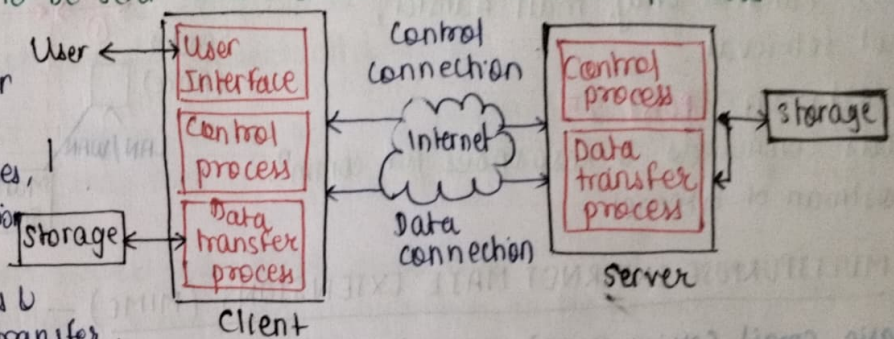 User
User
Interface
Control
process
Storage
Data
transfer
process
Client
Control
connection
Internet
Data
connection
Control
process
Data
transfer
process
Server
Storage